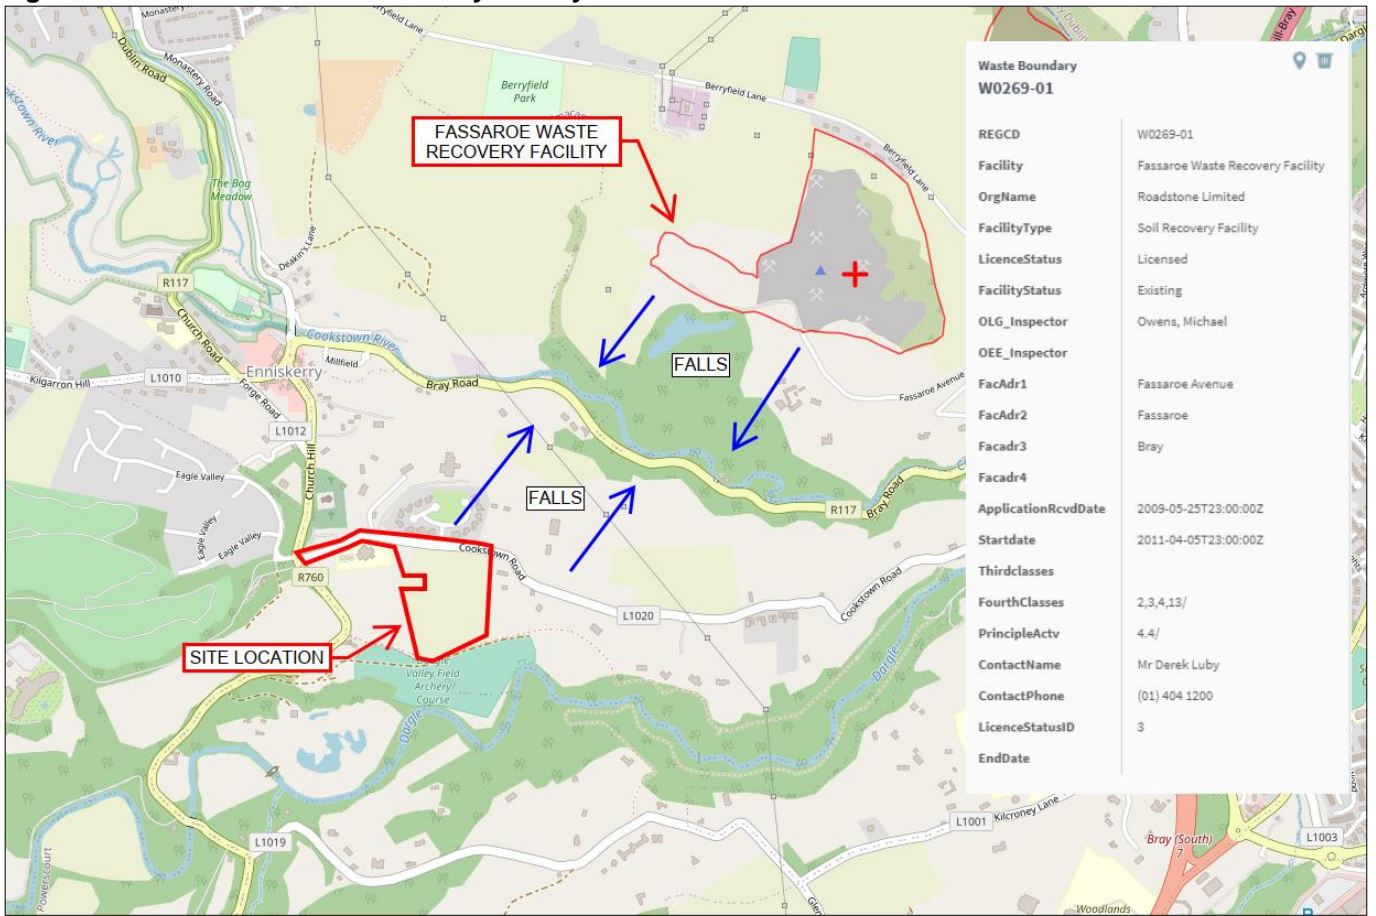 Monastery
Dublin Road
Monastery Road
Berryfield Lane
Berryfield
Park
Berryfield Lane
Berryfield Lane
FASSAROE WASTE
RECOVERY FACILITY
The Bog
Meadow
Deakin's Lane
R117
Church Road
Cookstown River
Millfield
Enniskerry
Kilgarron Hill
L1010
Forge Road
Bray Road
L1012
Church Hill
Eagle Valley
Eagle Valley
Eagle Valley
FALLS
FALLS
Fassaroe Avenue
R117
Bray Road
Cookstown Road
Cookstown Road
R760
L1020
SITE LOCATION
Dargle
Valley Field
Archery
Course
Dargle
Dargle
L1019
Powerscourt
L1001
Kilcroney Lane
Bray (South)
7
L1003
Woodlands
Waste Boundary
W0269-01
REGCD W0269-01
Facility Fassaroe Waste Recovery Facility
OrgName Roadstone Limited
FacilityType Soil Recovery Facility
LicenceStatus Licensed
FacilityStatus Existing
OLG_Inspector Owens, Michael
OEE_Inspector
FacAdr1 Fassaroe Avenue
FacAdr2 Fassaroe
Facadr3 Bray
Facadr4
ApplicationRcvdDate 2009-05-25T23:00:00Z
Startdate 2011-04-05T23:00:00Z
Thirdclasses
FourthClasses 2,3,4,13/
PrincipleActv 4.4/
ContactName Mr Derek Luby
ContactPhone (01) 404 1200
LicenceStatusID 3
EndDate